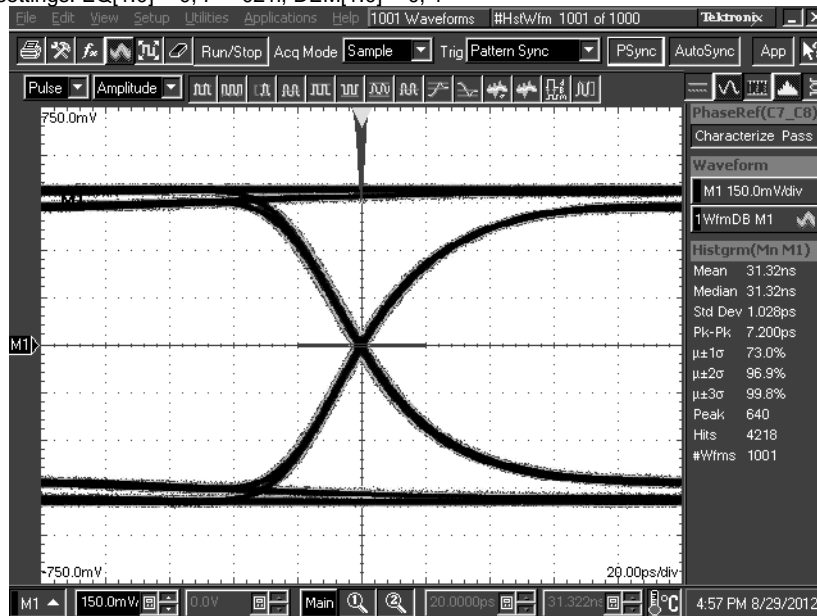 File Edit View Setup Utilities Applications Help 1001 Waveforms #HstWfm 1001 of 1000 Tektronix
Run/Stop Acq Mode Sample Trig Pattern Sync PSync AutoSync App
Pulse Amplitude
750.0mV
PhaseRef(C7_C8)
Characterize Pass
Waveform
M1 150.0mV/div
1WfmDB M1
Histgrm(Mn M1)
Mean 31.32ns
Median 31.32ns
Std Dev 1.028ps
Pk-Pk 7.200ps
M1
µ±1σ 73.0%
µ±2σ 96.9%
µ±3σ 99.8%
Peak 640
Hits 4218
#Wfms 1001
-750.0mV 20.00ps/div
M1 150.0mV 0.0V Main 1 2 20.0000ps 31.322ns °C 4:57 PM 8/29/2012